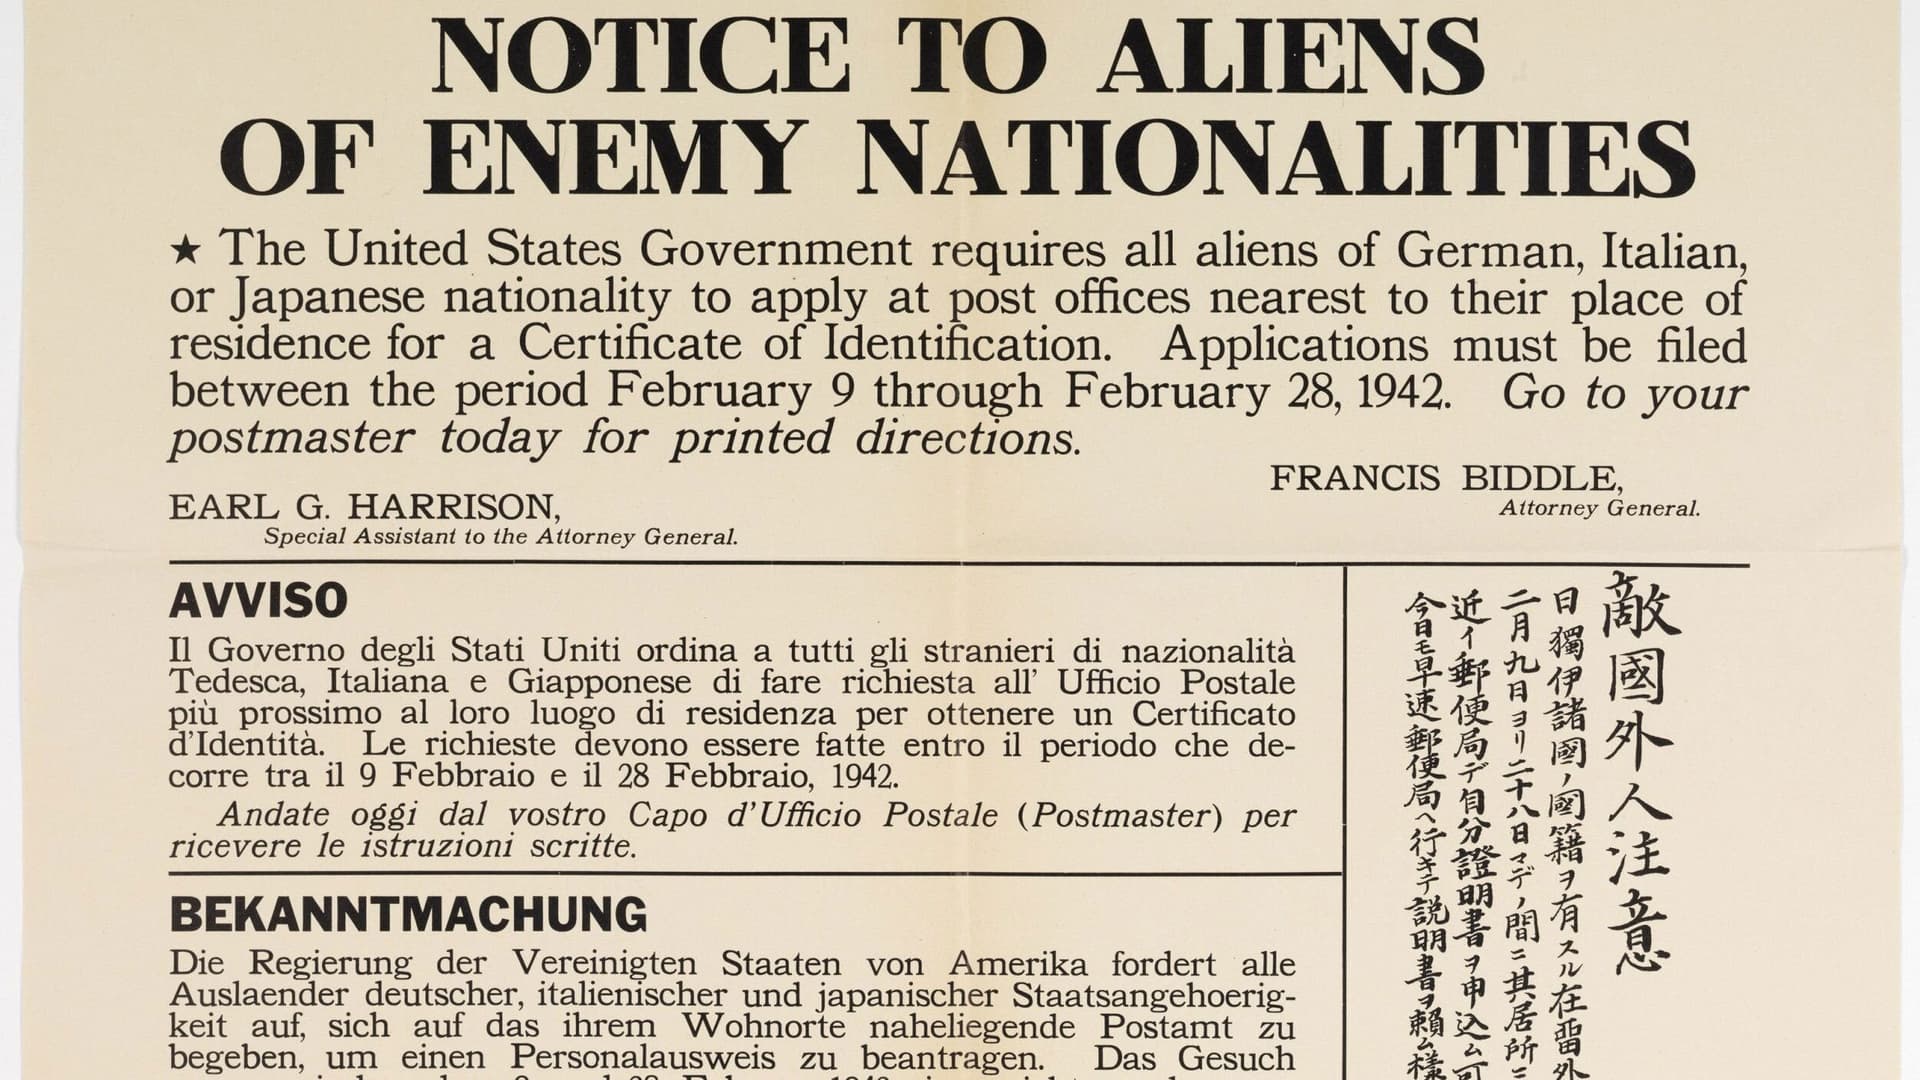 NOTICE TO ALIENS
OF ENEMY NATIONALITIES
★ The United States Government requires all aliens of German, Italian,
or Japanese nationality to apply at post offices nearest to their place of
residence for a Certificate of Identification. Applications must be filed
between the period February 9 through February 28, 1942. Go to your
postmaster today for printed directions.
FRANCIS BIDDLE,
Attorney General.
EARL G. HARRISON,
Special Assistant to the Attorney General.
AVVISO
Il Governo degli Stati Uniti ordina a tutti gli stranieri di nazionalità
Tedesca, Italiana e Giapponese di fare richiesta all' Ufficio Postale
più prossimo al loro luogo di residenza per ottenere un Certificato
d'Identità. Le richieste devono essere fatte entro il periodo che de-
corre tra il 9 Febbraio e il 28 Febbraio, 1942.
Andate oggi dal vostro Capo d'Ufficio Postale (Postmaster) per
ricevere le istruzioni scritte.
BEKANNTMACHUNG
Die Regierung der Vereinigten Staaten von Amerika fordert alle
Auslaender deutscher, italienischer und japanischer Staatsangehoerig-
keit auf, sich auf das ihrem Wohnorte naheliegende Postamt zu
begeben, um einen Personalausweis zu beantragen. Das Gesuch
敵國外人注意
日獨伊諸國ノ國籍ヲ有スル在留外
二月九日ヨリ二十八日マデノ間ニ其居所ニ
近イ郵便局デ自分證明書ヲ申込ム可
今日モ早速郵便局ヘ行キテ説明書ヲ頼ム樣